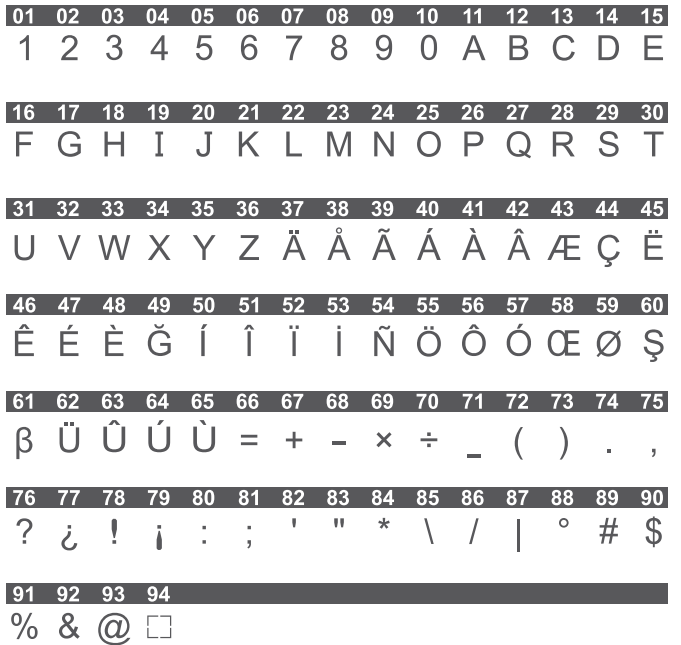 01 02 03 04 05 06 07 08 09 10 11 12 13 14 15
1 2 3 4 5 6 7 8 9 0 A B C D E
16 17 18 19 20 21 22 23 24 25 26 27 28 29 30
F G H I J K L M N O P Q R S T
31 32 33 34 35 36 37 38 39 40 41 42 43 44 45
U V W X Y Z Ä Å Ã Á À Â Æ Ç Ë
46 47 48 49 50 51 52 53 54 55 56 57 58 59 60
Ê É È Ğ Í Î Ï İ Ñ Ö Ô Ó Œ Ø Ş
61 62 63 64 65 66 67 68 69 70 71 72 73 74 75
β Ü Û Ú Ù = + − × ÷ _ ( ) . ,
76 77 78 79 80 81 82 83 84 85 86 87 88 89 90
? ¿ ! ¡ : ; ' " * \ / | ° # $
91 92 93 94
% & @